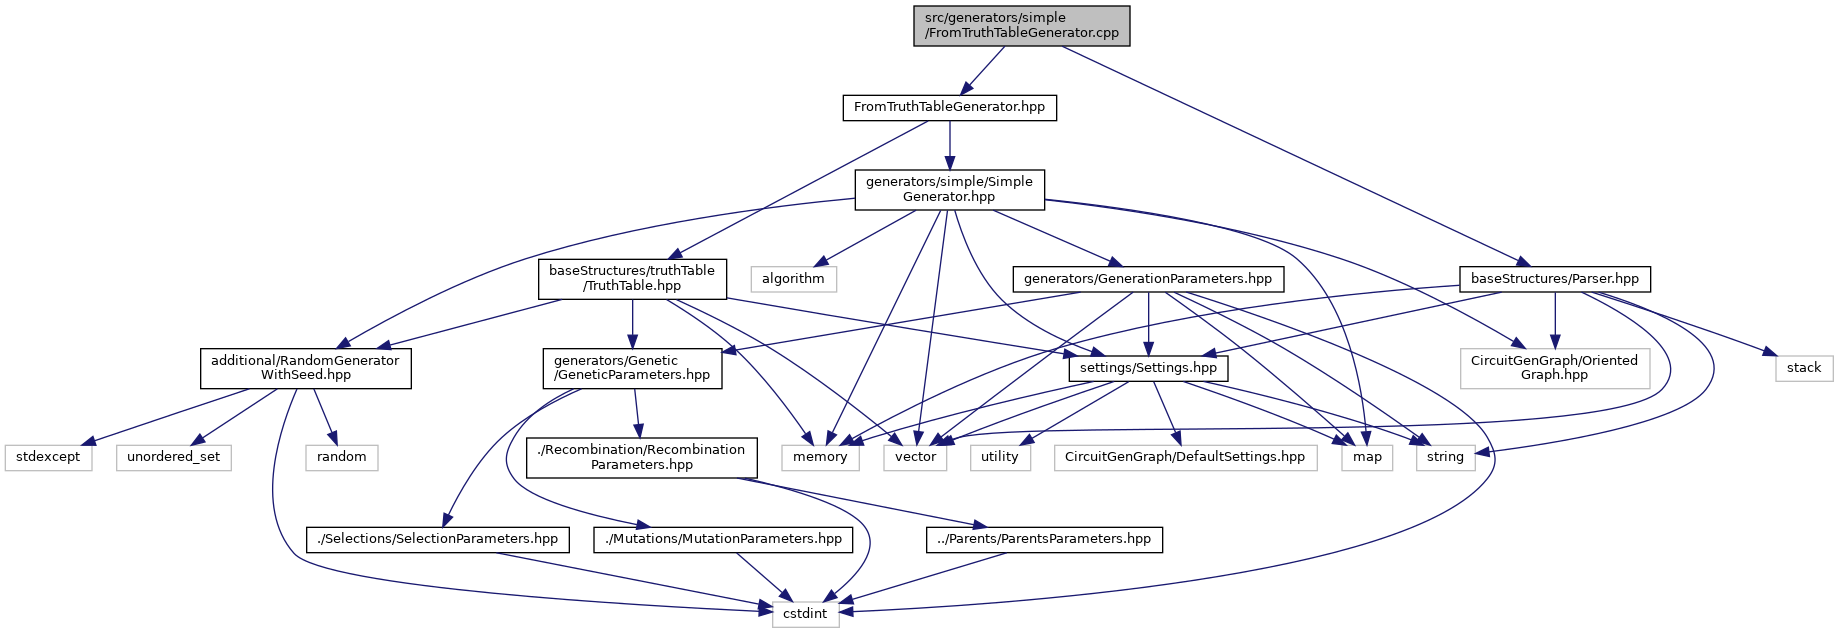 src/generators/simple
/FromTruthTableGenerator.cpp
FromTruthTableGenerator.hpp
generators/simple/Simple
Generator.hpp
baseStructures/truthTable
/TruthTable.hpp
algorithm
generators/GenerationParameters.hpp
baseStructures/Parser.hpp
additional/RandomGenerator
WithSeed.hpp
generators/Genetic
/GeneticParameters.hpp
settings/Settings.hpp
CircuitGenGraph/Oriented
Graph.hpp
stack
stdexcept
unordered_set
random
./Recombination/Recombination
Parameters.hpp
memory
vector
utility
CircuitGenGraph/DefaultSettings.hpp
map
string
./Selections/SelectionParameters.hpp
./Mutations/MutationParameters.hpp
../Parents/ParentsParameters.hpp
cstdint